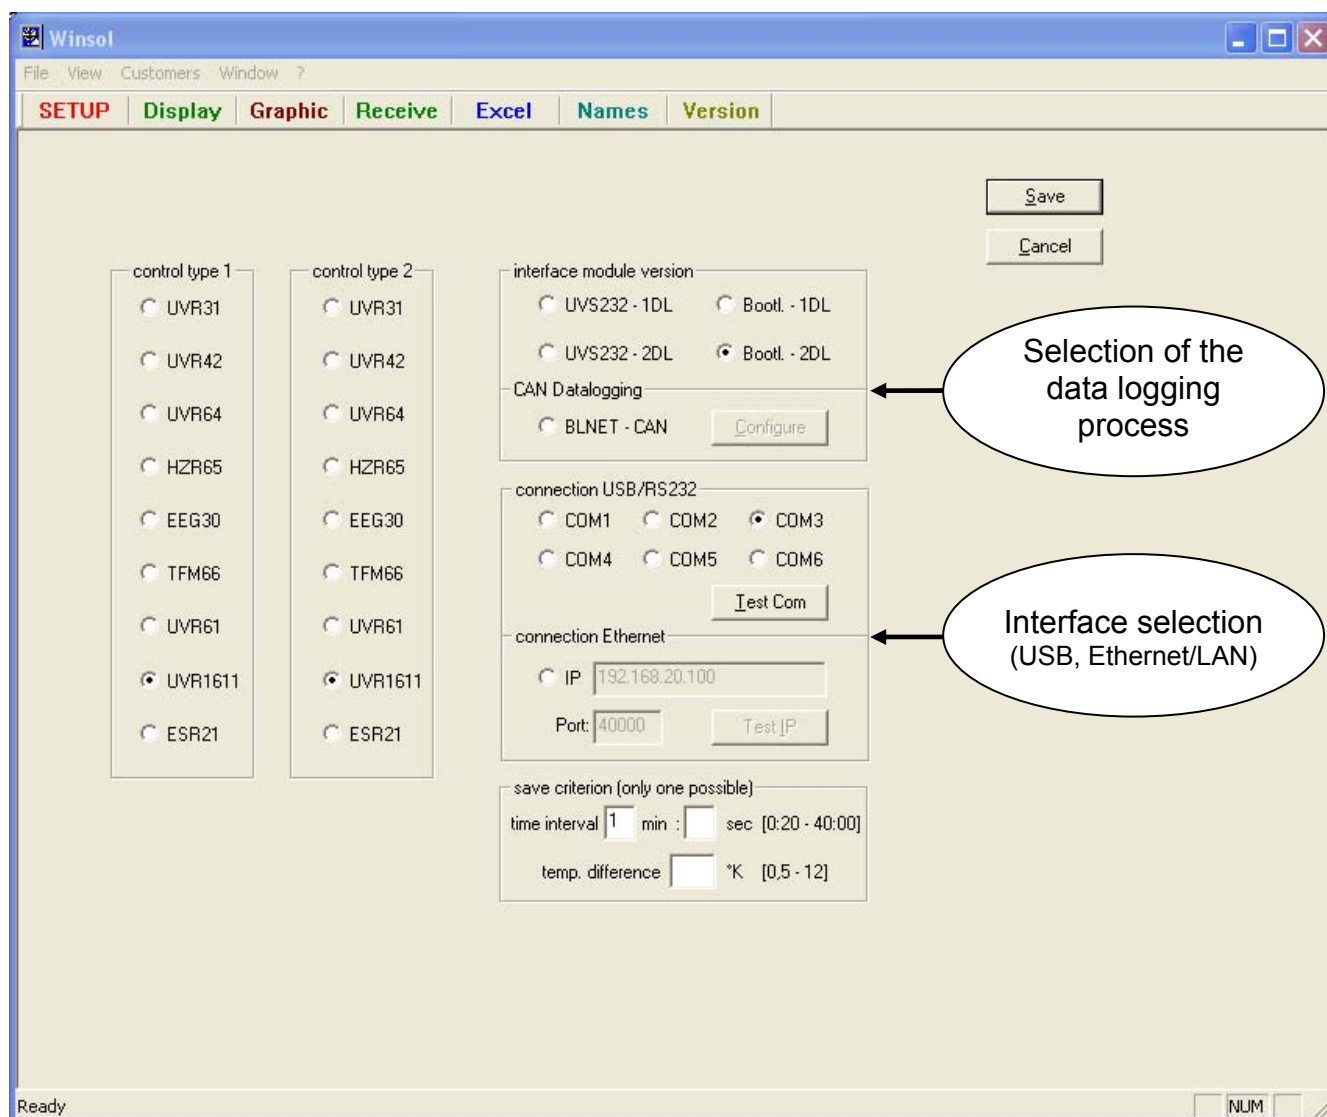 Winsol
File View Customers Window ?
SETUP Display Graphic Receive Excel Names Version
Save
Cancel
control type 1
UVR31
UVR42
UVR64
HZR65
EEG30
TFM66
UVR61
UVR1611
ESR21
control type 2
UVR31
UVR42
UVR64
HZR65
EEG30
TFM66
UVR61
UVR1611
ESR21
interface module version
UVS232 - 1DL Bootl. - 1DL
UVS232 - 2DL Bootl. - 2DL
CAN Datalogging
BLNET - CAN Configure
Selection of the
data logging
process
connection USB/RS232
COM1 COM2 COM3
COM4 COM5 COM6
Test Com
connection Ethernet
IP 192.168.20.100
Port: 40000 Test IP
Interface selection
(USB, Ethernet/LAN)
save criterion (only one possible)
time interval 1 min : sec [0:20 - 40:00]
temp. difference °K [0,5 - 12]
Ready NUM